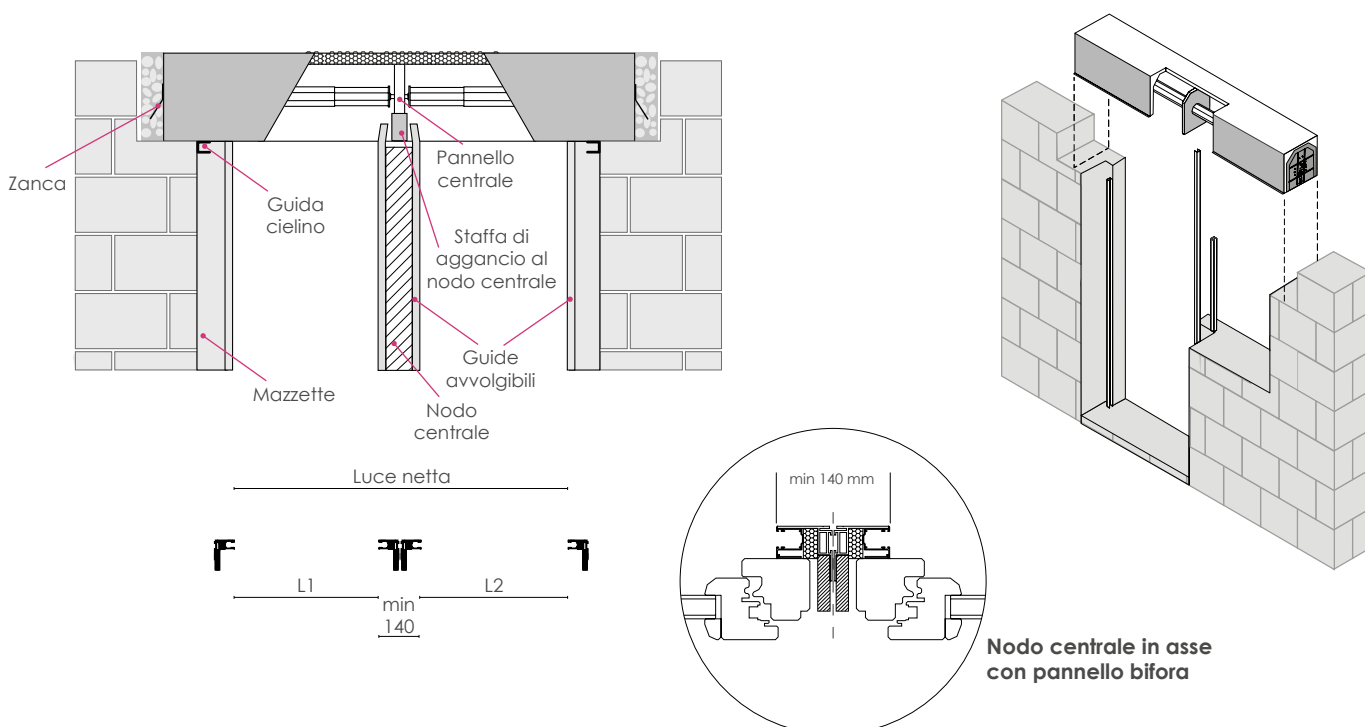 Zanca
Guida
cielino
Pannello
centrale
Staffa di
aggancio al
nodo centrale
Mazzette
Nodo
centrale
Guide
avvolgibili
Luce netta
L1
min
140
L2
min 140 mm
Nodo centrale in asse
con pannello bifora